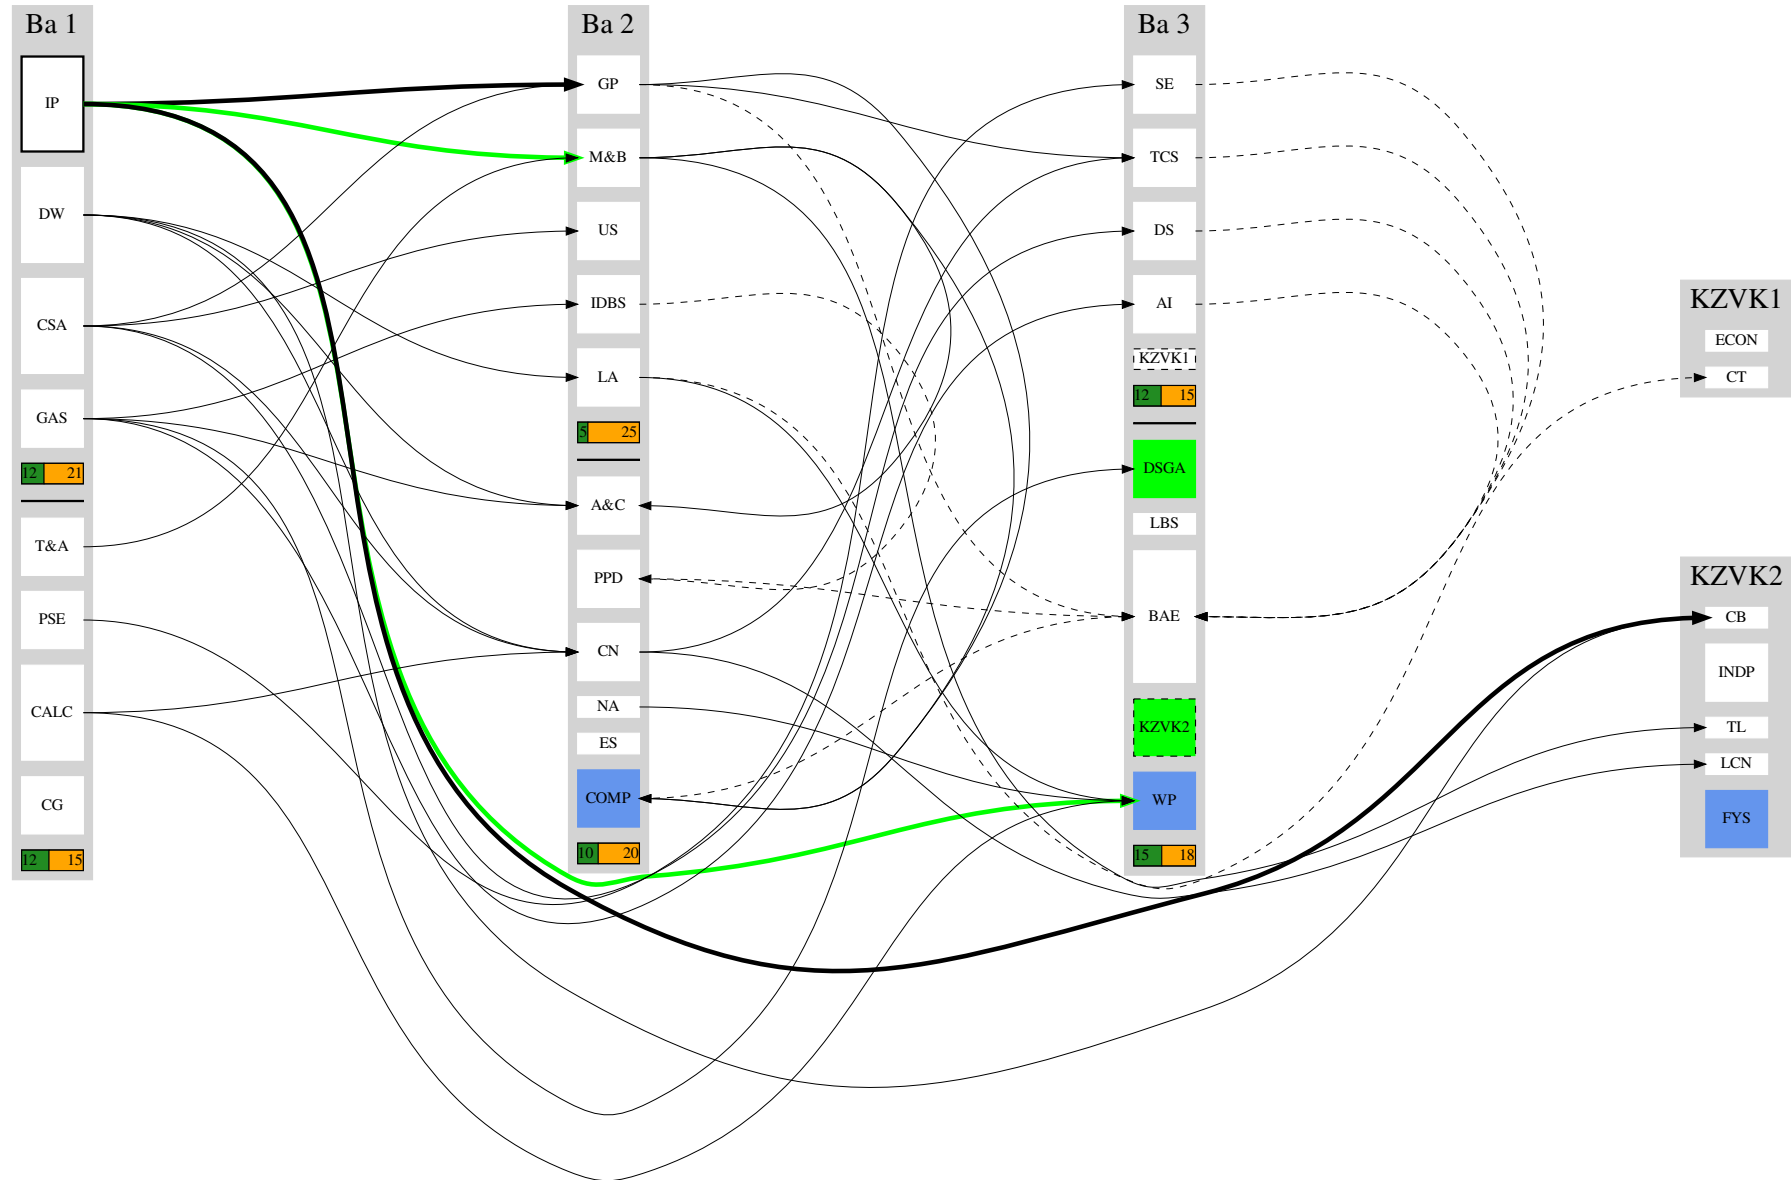 Ba 1
IP
DW
CSA
GAS
12 21
T&A
PSE
CALC
CG
12 15
Ba 2
GP
M&B
US
IDBS
LA
5 25
A&C
PPD
CN
NA
ES
COMP
10 20
Ba 3
SE
TCS
DS
AI
KZVK1
12 15
DSGA
LBS
BAE
KZVK2
WP
15 18
KZVK1
ECON
CT
KZVK2
CB
INDP
TL
LCN
FYS